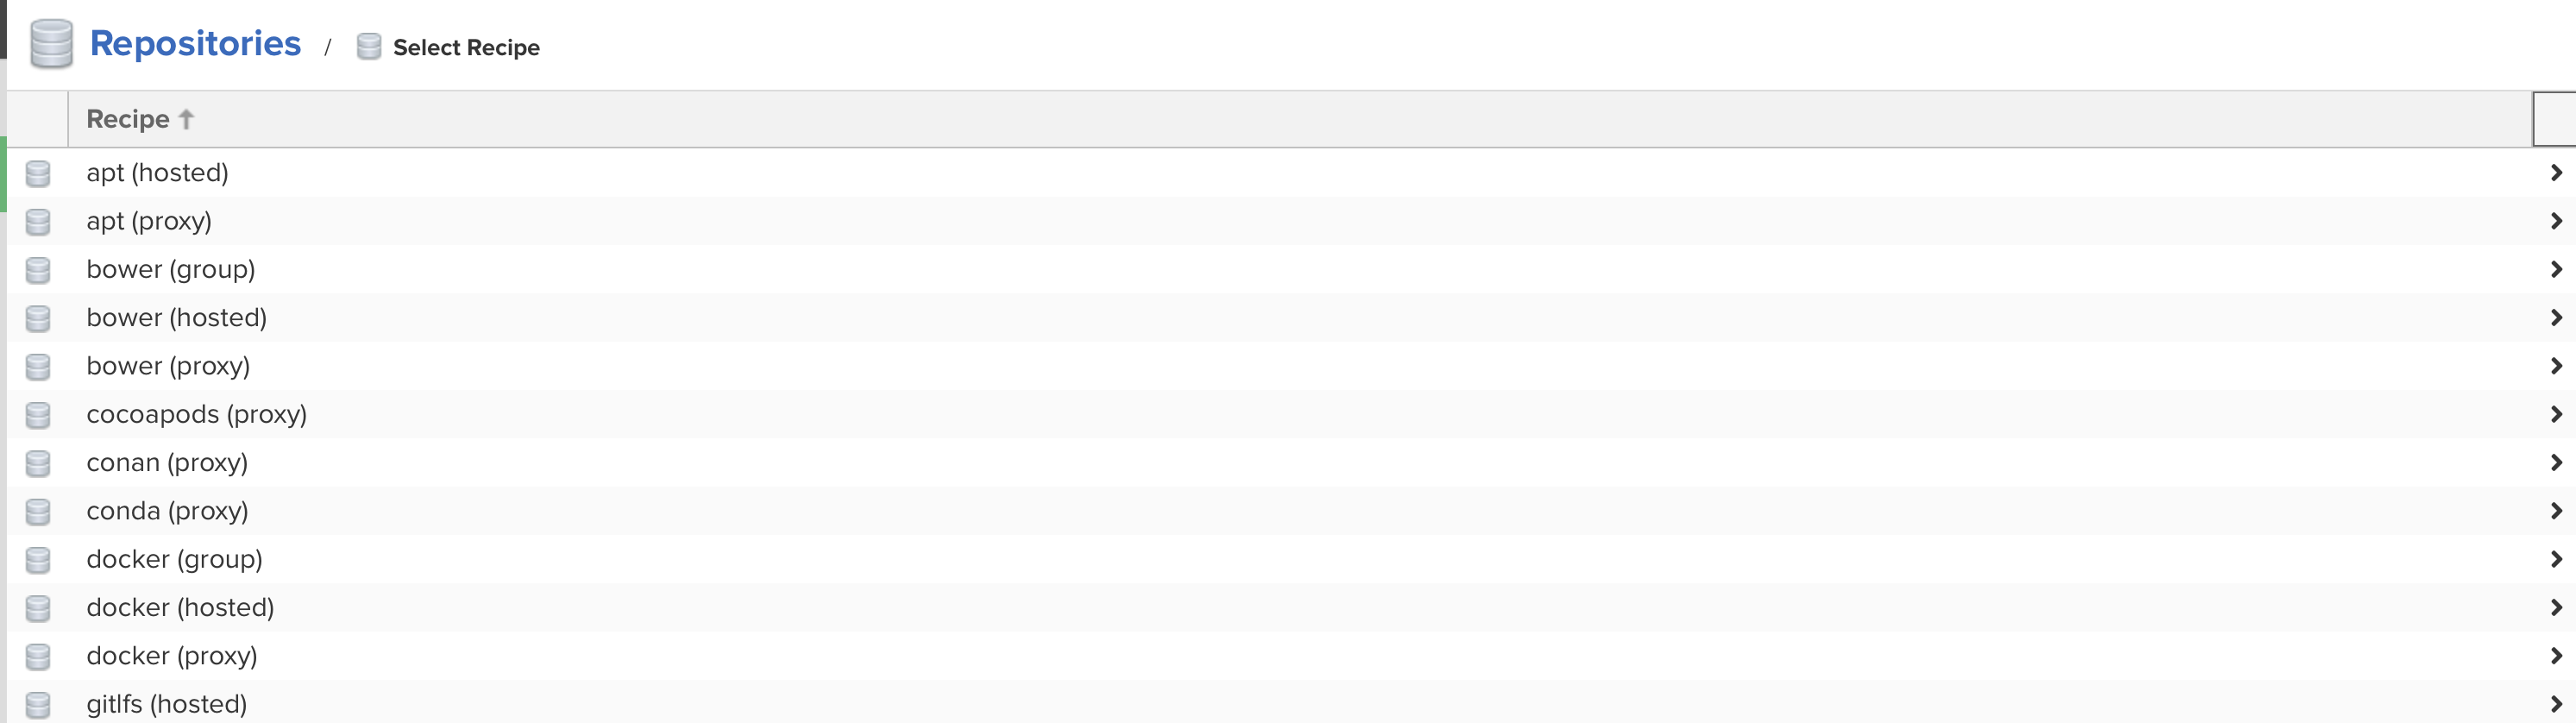 Repositories / Select Recipe
Recipe
apt (hosted)
apt (proxy)
bower (group)
bower (hosted)
bower (proxy)
cocoapods (proxy)
conan (proxy)
conda (proxy)
docker (group)
docker (hosted)
docker (proxy)
gitlfs (hosted)